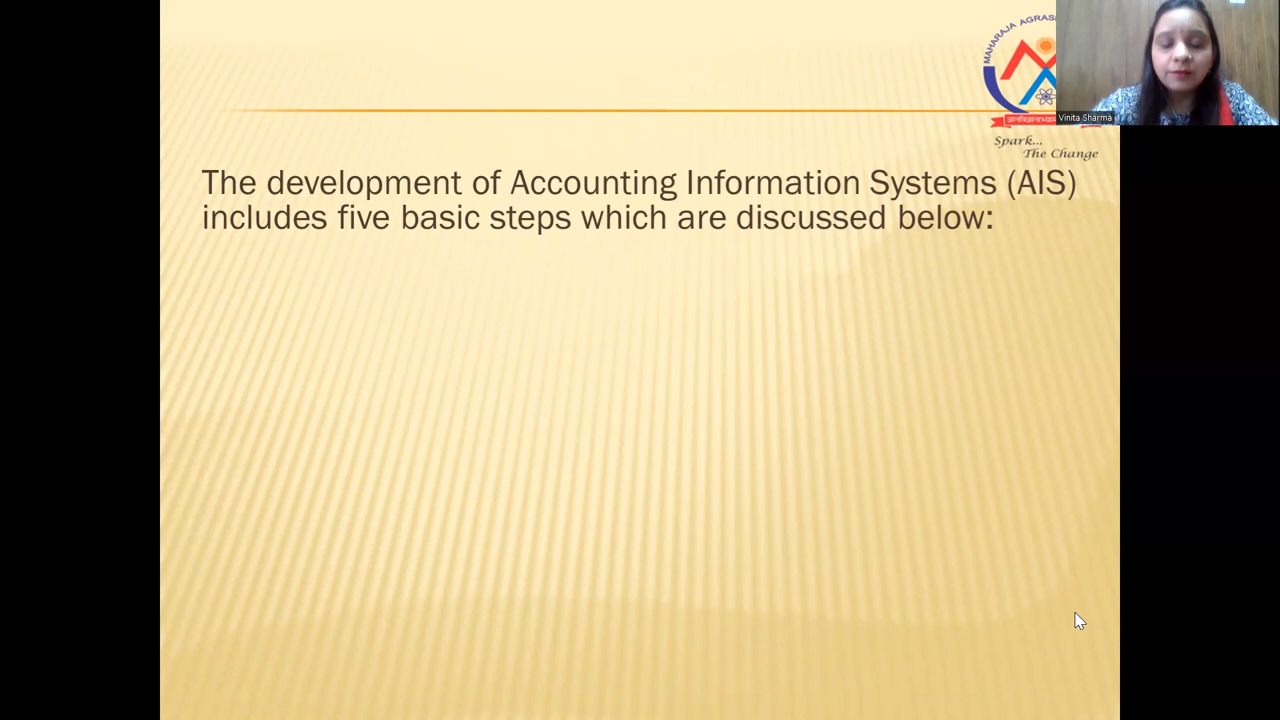 MAHARAJA AGRAS
ज्ञानविज्ञानाभ्याम
Spark...
The Change
Vinita Sharma
The development of Accounting Information Systems (AIS)
includes five basic steps which are discussed below: